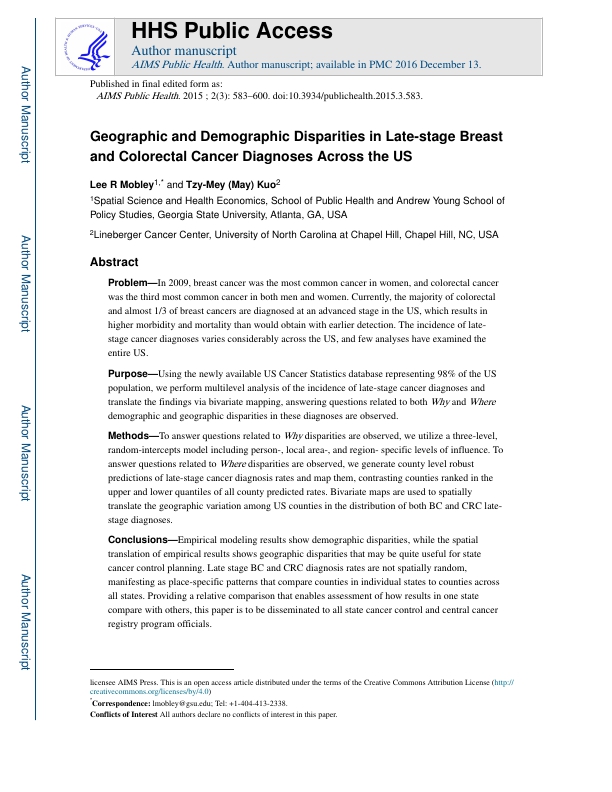 HHS Public Access
Author manuscript
AIMS Public Health. Author manuscript; available in PMC 2016 December 13.
Published in final edited form as:
AIMS Public Health. 2015 ; 2(3): 583–600. doi:10.3934/publichealth.2015.3.583.
Geographic and Demographic Disparities in Late-stage Breast
and Colorectal Cancer Diagnoses Across the US
Lee R Mobley1,* and Tzy-Mey (May) Kuo2
1Spatial Science and Health Economics, School of Public Health and Andrew Young School of
Policy Studies, Georgia State University, Atlanta, GA, USA
2Lineberger Cancer Center, University of North Carolina at Chapel Hill, Chapel Hill, NC, USA
Abstract
Problem—In 2009, breast cancer was the most common cancer in women, and colorectal cancer
was the third most common cancer in both men and women. Currently, the majority of colorectal
and almost 1/3 of breast cancers are diagnosed at an advanced stage in the US, which results in
higher morbidity and mortality than would obtain with earlier detection. The incidence of late-
stage cancer diagnoses varies considerably across the US, and few analyses have examined the
entire US.
Purpose—Using the newly available US Cancer Statistics database representing 98% of the US
population, we perform multilevel analysis of the incidence of late-stage cancer diagnoses and
translate the findings via bivariate mapping, answering questions related to both Why and Where
demographic and geographic disparities in these diagnoses are observed.
Methods—To answer questions related to Why disparities are observed, we utilize a three-level,
random-intercepts model including person-, local area-, and region- specific levels of influence. To
answer questions related to Where disparities are observed, we generate county level robust
predictions of late-stage cancer diagnosis rates and map them, contrasting counties ranked in the
upper and lower quantiles of all county predicted rates. Bivariate maps are used to spatially
translate the geographic variation among US counties in the distribution of both BC and CRC late-
stage diagnoses.
Conclusions—Empirical modeling results show demographic disparities, while the spatial
translation of empirical results shows geographic disparities that may be quite useful for state
cancer control planning. Late stage BC and CRC diagnosis rates are not spatially random,
manifesting as place-specific patterns that compare counties in individual states to counties across
all states. Providing a relative comparison that enables assessment of how results in one state
compare with others, this paper is to be disseminated to all state cancer control and central cancer
registry program officials.
licensee AIMS Press. This is an open access article distributed under the terms of the Creative Commons Attribution License (http://
creativecommons.org/licenses/by/4.0)
*Correspondence: lmobley@gsu.edu; Tel: +1-404-413-2338.
Conflicts of Interest All authors declare no conflicts of interest in this paper.
Author Manuscript
Author Manuscript
Author Manuscript
Author Manuscript